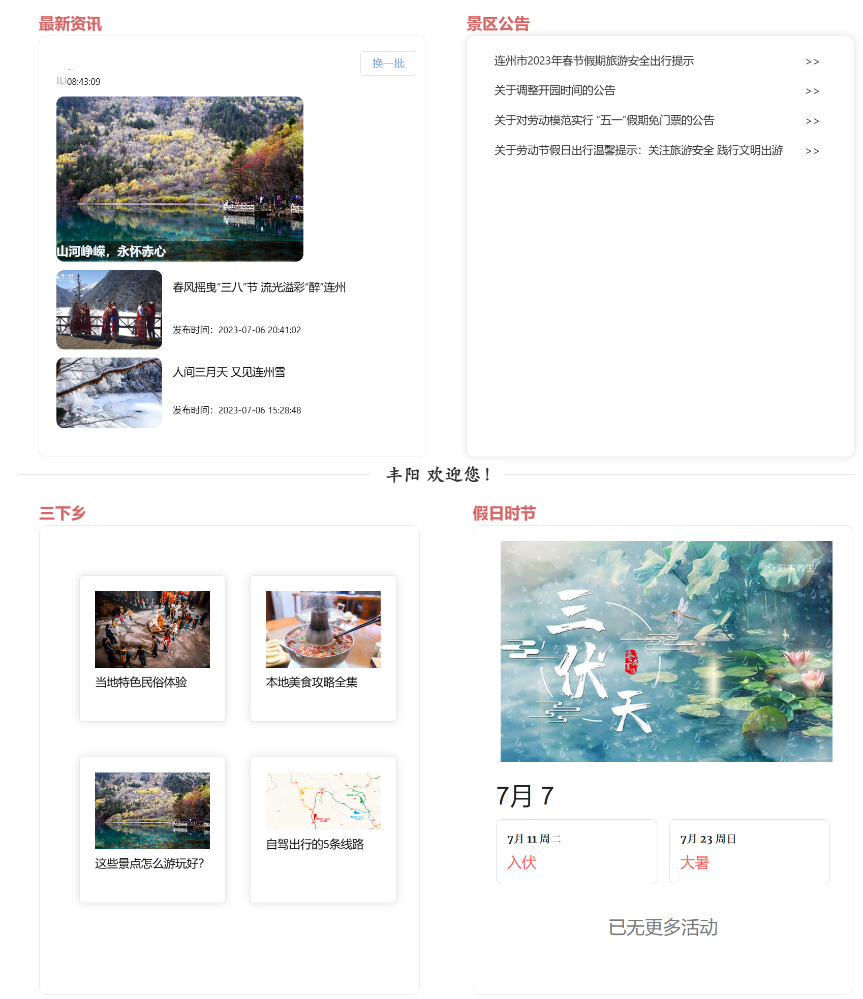 最新资讯
换一批
08:43:09
山河峥嵘，永怀赤心
春风摇曳“三八”节 流光溢彩“醉”连州
发布时间：2023-07-06 20:41:02
人间三月天 又见连州雪
发布时间：2023-07-06 15:28:48
景区公告
连州市2023年春节假期旅游安全出行提示 >>
关于调整开园时间的公告 >>
关于对劳动模范实行 “五一”假期免门票的公告 >>
关于劳动节假日出行温馨提示：关注旅游安全 践行文明出游 >>
丰阳 欢迎您！
三下乡
当地特色民俗体验
本地美食攻略全集
这些景点怎么游玩好？
自驾出行的5条线路
假日时节
彩牛养生
三伏天
7月 7
7月 11 周二
入伏
7月 23 周日
大暑
已无更多活动